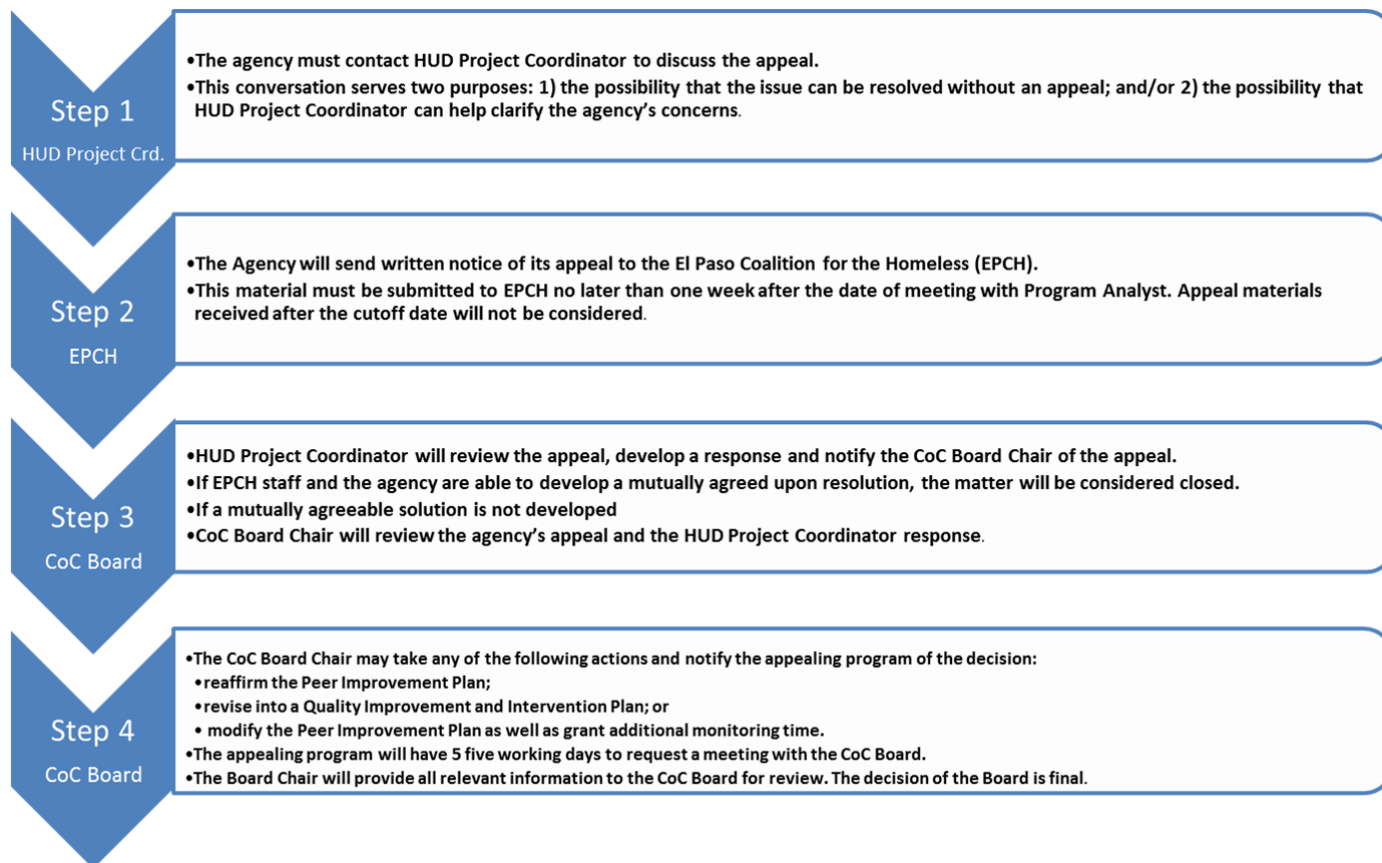 Step 1
HUD Project Crd.
•The agency must contact HUD Project Coordinator to discuss the appeal.
•This conversation serves two purposes: 1) the possibility that the issue can be resolved without an appeal; and/or 2) the possibility that
HUD Project Coordinator can help clarify the agency's concerns.
Step 2
EPCH
•The Agency will send written notice of its appeal to the El Paso Coalition for the Homeless (EPCH).
•This material must be submitted to EPCH no later than one week after the date of meeting with Program Analyst. Appeal materials
received after the cutoff date will not be considered.
Step 3
CoC Board
•HUD Project Coordinator will review the appeal, develop a response and notify the CoC Board Chair of the appeal.
•If EPCH staff and the agency are able to develop a mutually agreed upon resolution, the matter will be considered closed.
•If a mutually agreeable solution is not developed
•CoC Board Chair will review the agency's appeal and the HUD Project Coordinator response.
Step 4
CoC Board
•The CoC Board Chair may take any of the following actions and notify the appealing program of the decision:
•reaffirm the Peer Improvement Plan;
•revise into a Quality Improvement and Intervention Plan; or
• modify the Peer Improvement Plan as well as grant additional monitoring time.
•The appealing program will have 5 five working days to request a meeting with the CoC Board.
•The Board Chair will provide all relevant information to the CoC Board for review. The decision of the Board is final.